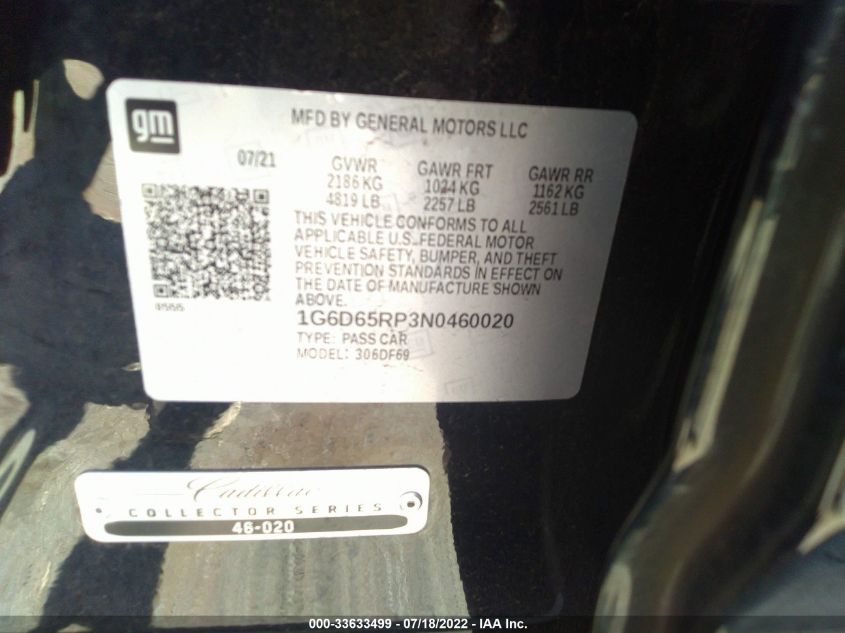 gm
MFD BY GENERAL MOTORS LLC
07/21
GVWR
2186 KG
4819 LB
GAWR FRT
1024 KG
2257 LB
GAWR RR
1162 KG
2561 LB
THIS VEHICLE CONFORMS TO ALL
APPLICABLE U.S. FEDERAL MOTOR
VEHICLE SAFETY, BUMPER, AND THEFT
PREVENTION STANDARDS IN EFFECT ON
THE DATE OF MANUFACTURE SHOWN
ABOVE.
1G6D65RP3N0460020
TYPE: PASS CAR
MODEL: 306DF69
Cadillac
COLLECTOR SERIES
46-020
000-33633499 - 07/18/2022 - IAA Inc.